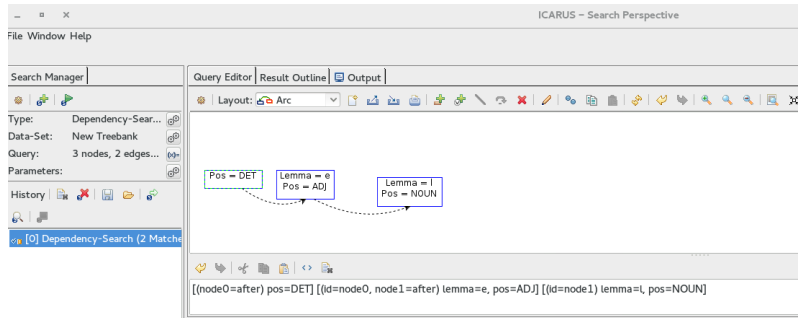 ICARUS – Search Perspective
File Window Help
Search Manager
Query Editor Result Outline Output
Layout: Arc
Type: Dependency-Sear...
Data-Set: New Treebank
Query: 3 nodes, 2 edges...
Parameters:
Pos = DET
Lemma = e
Pos = ADJ
Lemma = l
Pos = NOUN
History
[0] Dependency-Search (2 Matche
[(node0=after) pos=DET] [(id=node0, node1=after) lemma=e, pos=ADJ] [(id=node1) lemma=l, pos=NOUN]